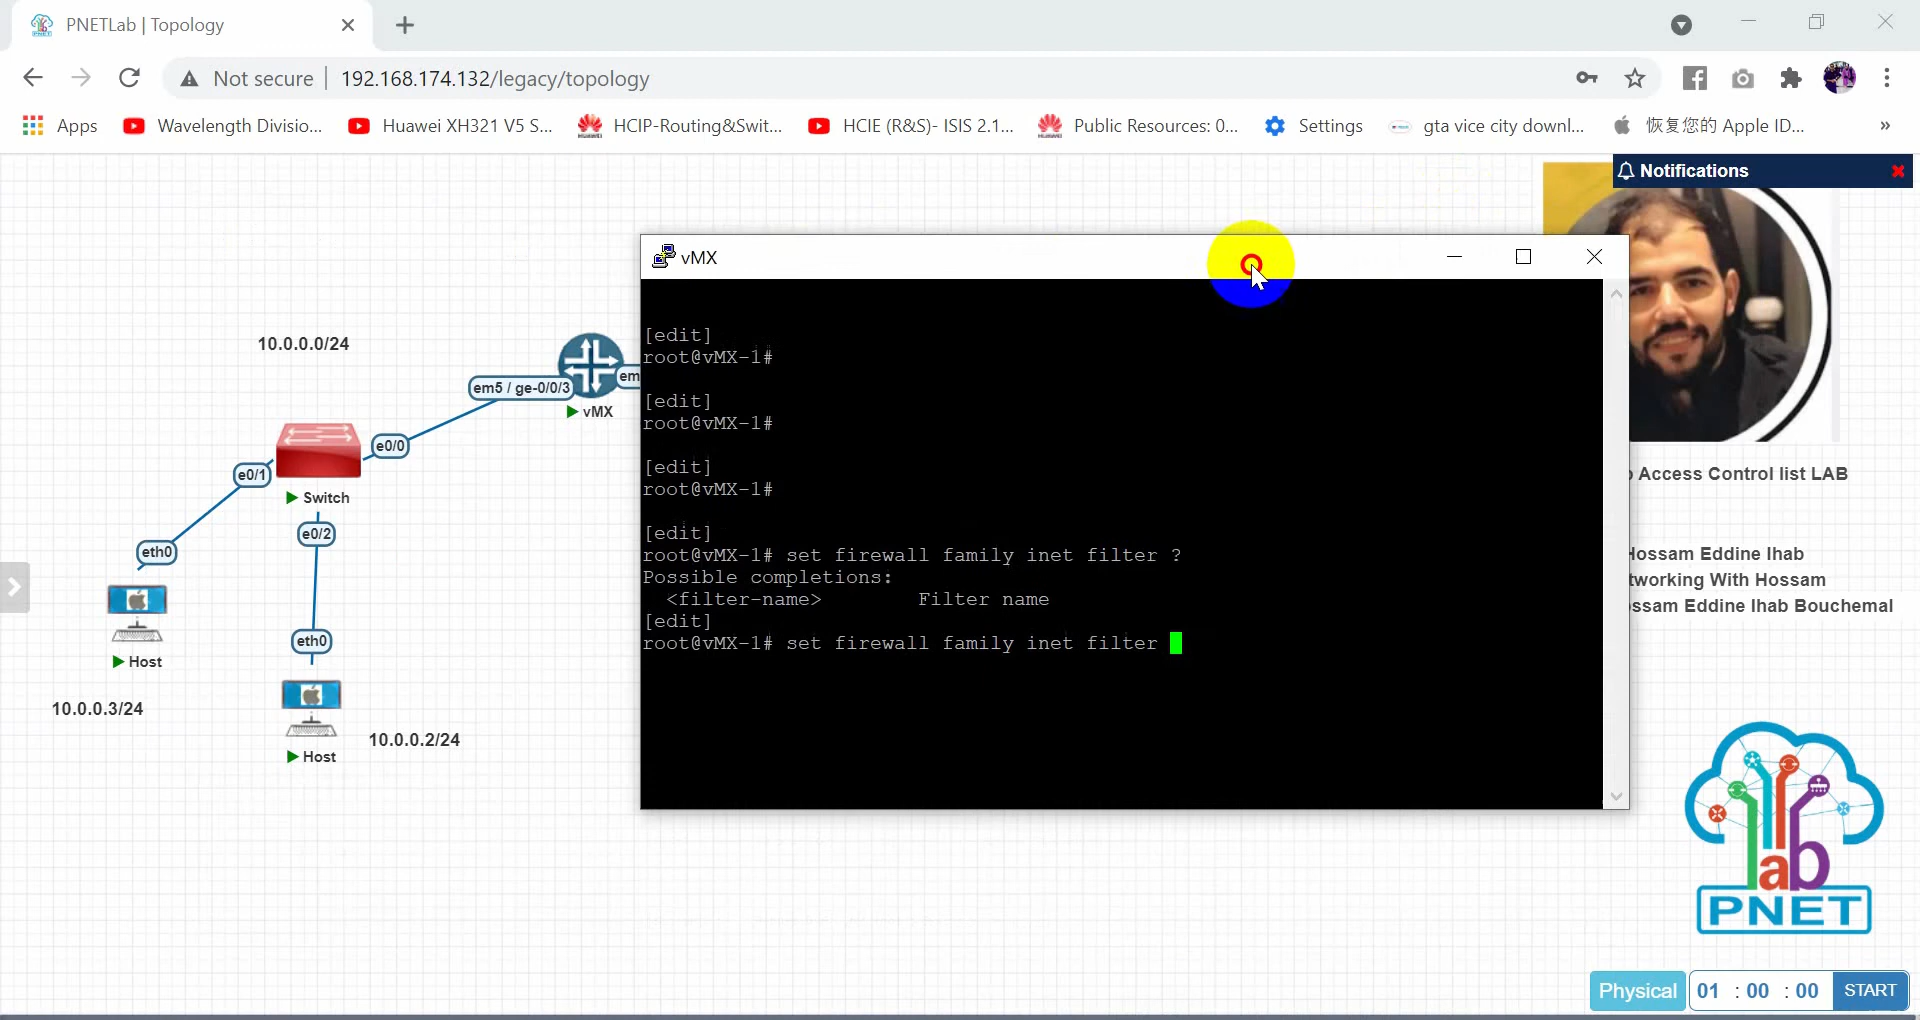 PNETLab | Topology
Not secure | 192.168.174.132/legacy/topology
Apps
Wavelength Divisio...
Huawei XH321 V5 S...
HCIP-Routing&Swit...
HCIE (R&S)- ISIS 2.1...
Public Resources: 0...
Settings
gta vice city downl...
恢复您的 Apple ID...
»
Notifications
vMX
10.0.0.0/24
em5 / ge-0/0/3
em
vMX
e0/0
e0/1
Switch
e0/2
eth0
Host
10.0.0.3/24
eth0
Host
10.0.0.2/24
[edit]
root@vMX-1#
[edit]
root@vMX-1#
[edit]
root@vMX-1#
[edit]
root@vMX-1# set firewall family inet filter ?
Possible completions:
<filter-name> Filter name
[edit]
root@vMX-1# set firewall family inet filter
Access Control list LAB
Hossam Eddine Ihab
tworking With Hossam
ssam Eddine Ihab Bouchemal
lab
PNET
Physical
01 : 00 : 00
START